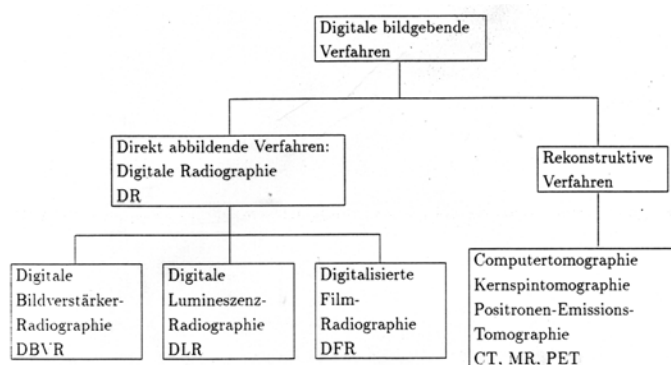 Digitale bildgebende
Verfahren
Direkt abbildende Verfahren:
Digitale Radiographie
DR
Rekonstruktive
Verfahren
Digitale
Bildverstärker-
Radiographie
DBVR
Digitale
Lumineszenz-
Radiographie
DLR
Digitalisierte
Film-
Radiographie
DFR
Computertomographie
Kernspintomographie
Positronen-Emissions-
Tomographie
CT, MR, PET